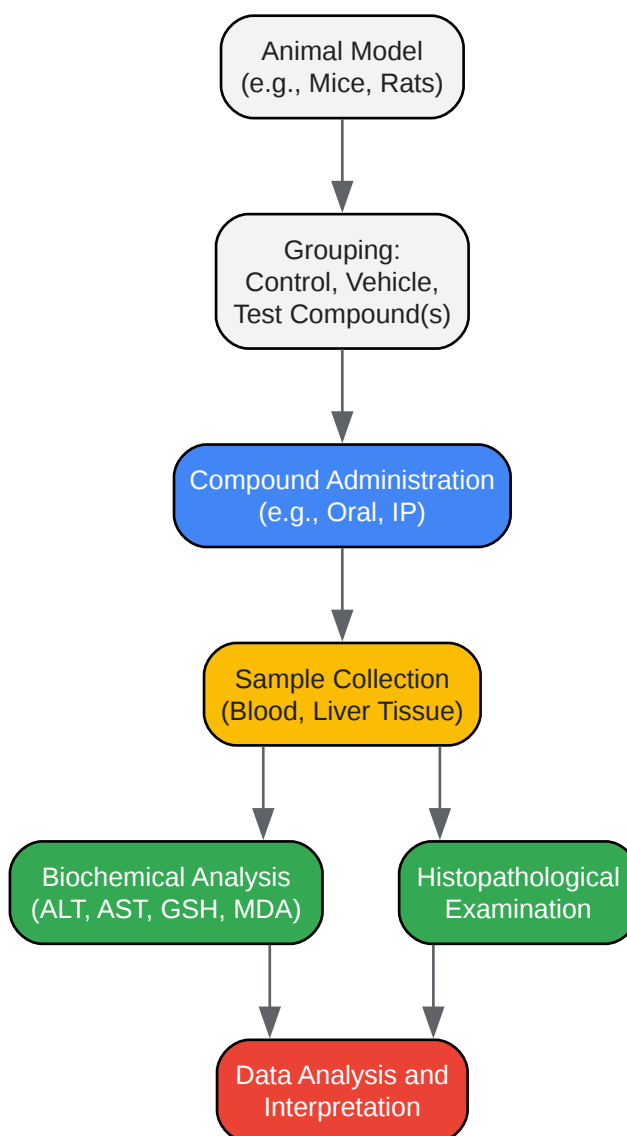 Animal Model
(e.g., Mice, Rats)
Grouping:
Control, Vehicle,
Test Compound(s)
Compound Administration
(e.g., Oral, IP)
Sample Collection
(Blood, Liver Tissue)
Biochemical Analysis
(ALT, AST, GSH, MDA)
Histopathological
Examination
Data Analysis and
Interpretation